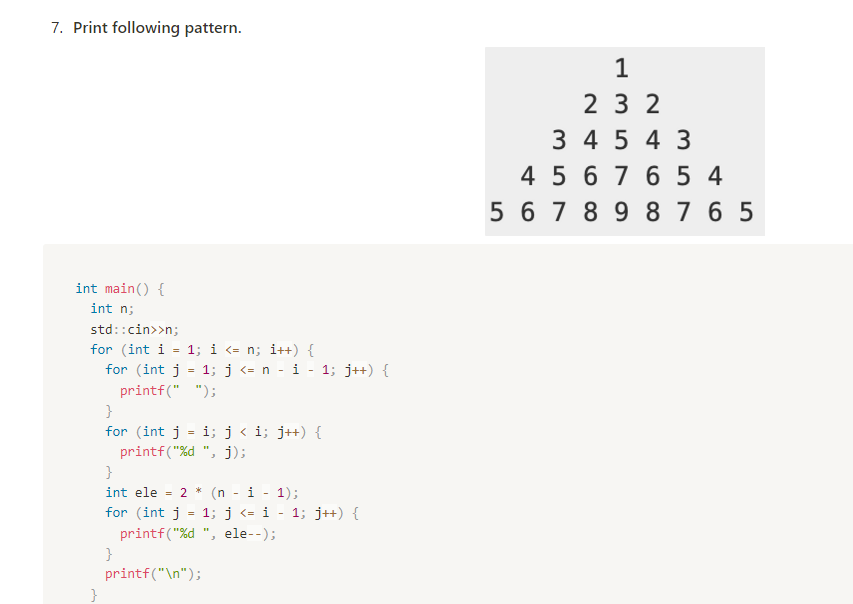 7. Print following pattern.
1
2 3 2
3 4 5 4 3
4 5 6 7 6 5 4
5 6 7 8 9 8 7 6 5
int main() {
  int n;
  std::cin>>n;
  for (int i = 1; i <= n; i++) {
    for (int j = 1; j <= n - i - 1; j++) {
      printf("  ");
    }
    for (int j = i; j < i; j++) {
      printf("%d ", j);
    }
    int ele = 2 * (n - i - 1);
    for (int j = 1; j <= i - 1; j++) {
      printf("%d ", ele--);
    }
    printf("\n");
  }